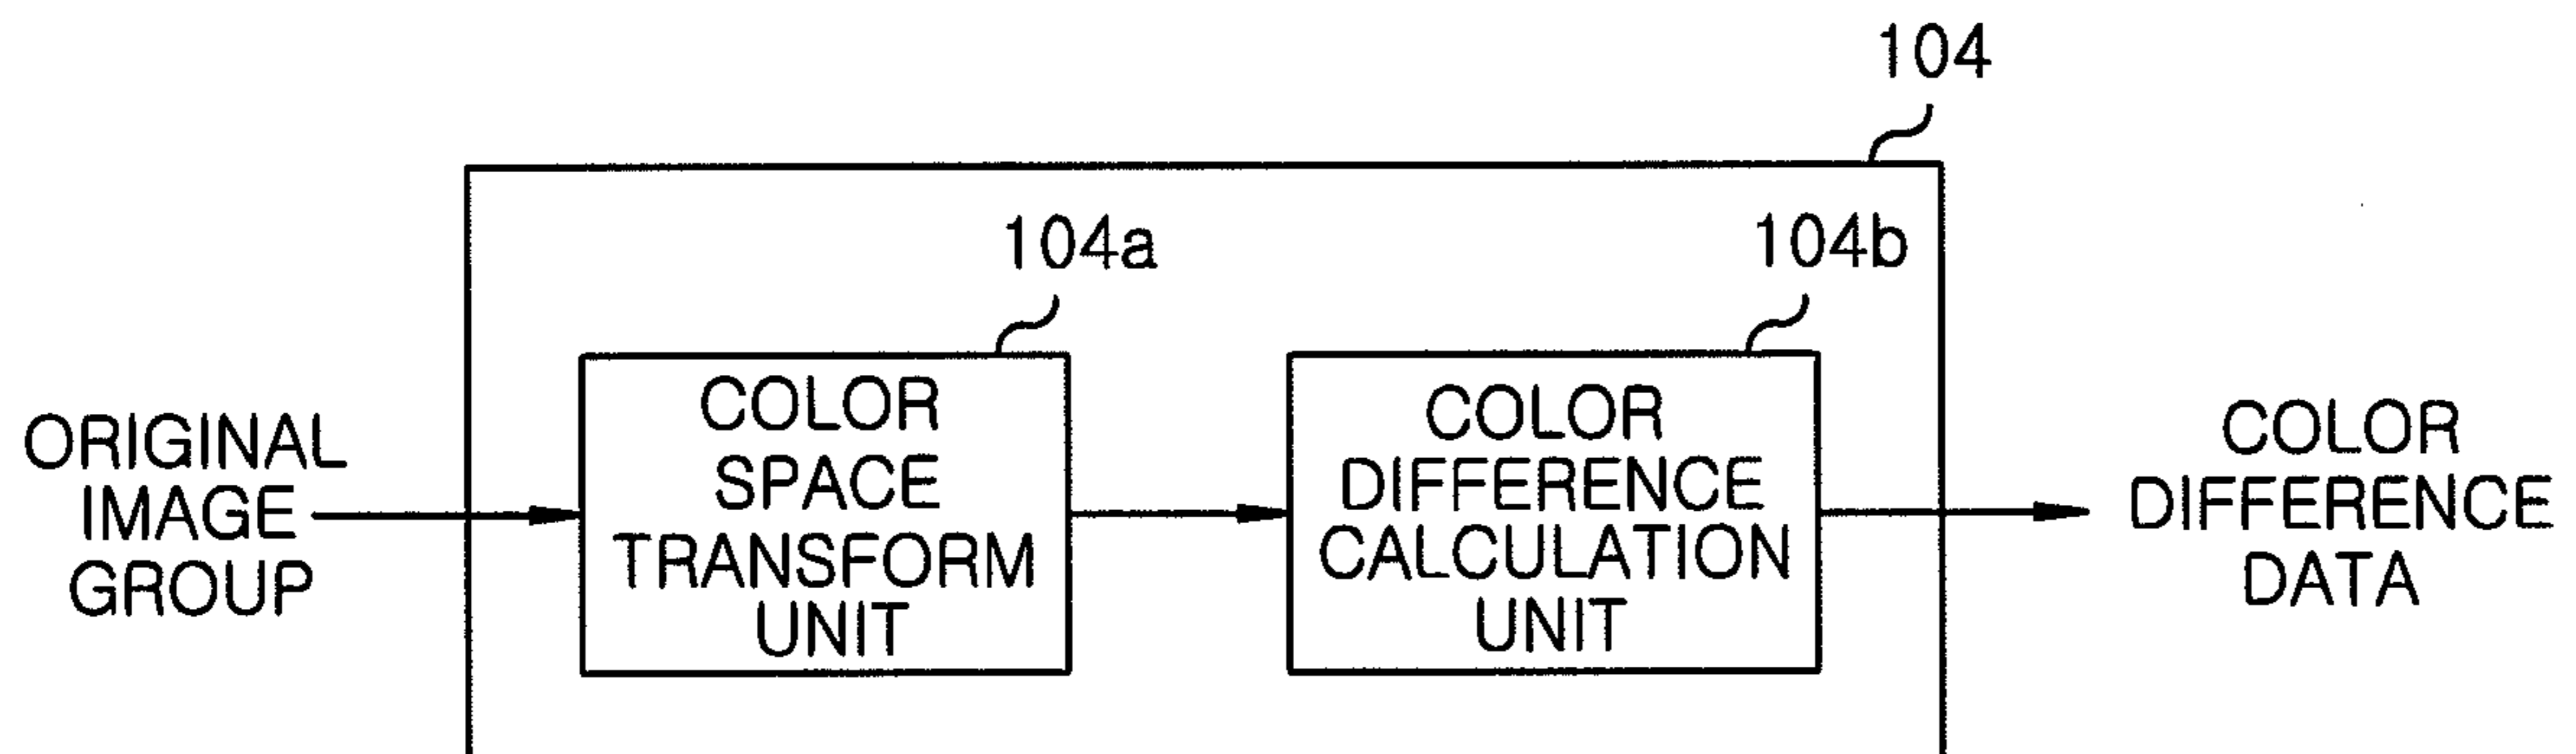 104
104a
104b
ORIGINAL
IMAGE
GROUP
COLOR
SPACE
TRANSFORM
UNIT
COLOR
DIFFERENCE
CALCULATION
UNIT
COLOR
DIFFERENCE
DATA